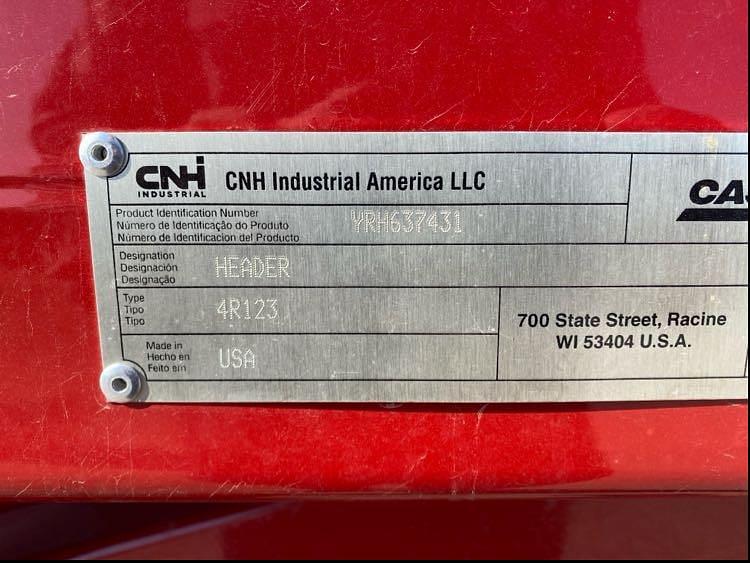 CNH
INDUSTRIAL
CNH Industrial America LLC
Product Identification Number
Número de Identificação do Produto
Número de Identificacion del Producto
YRH637431
CAS
Designation
Designación
Designação
HEADER
Type
Tipo
Tipo
4R123
700 State Street, Racine
WI 53404 U.S.A.
Made in
Hecho en
Feito em
USA